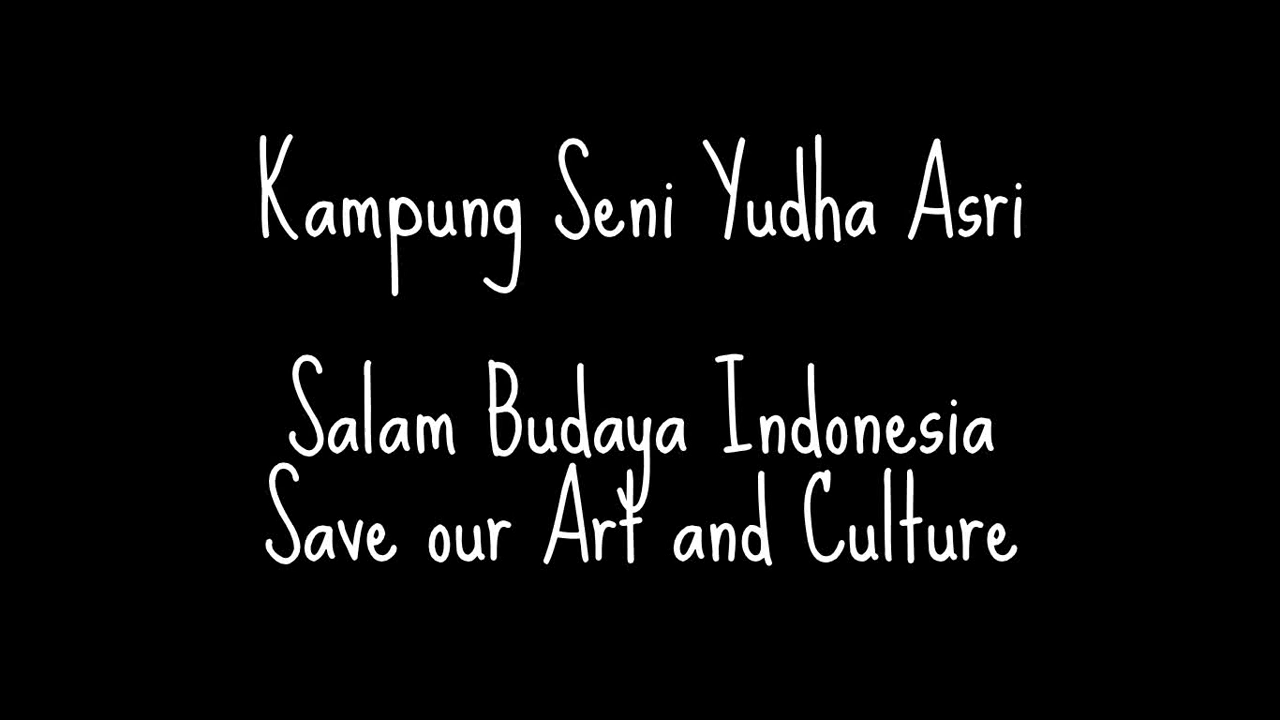 Kampung Seni Yudha Asri
Salam Budaya Indonesia
Save our Art and Culture